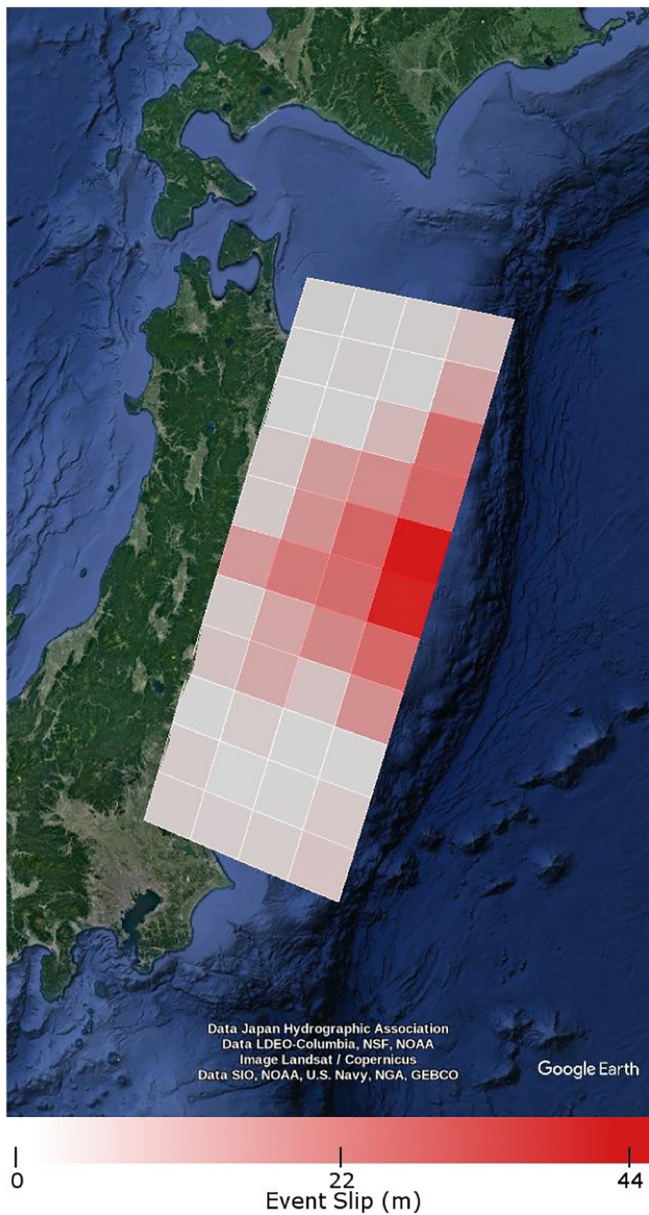 Data Japan Hydrographic Association
Data LDEO-Columbia, NSF, NOAA
Image Landsat / Copernicus
Data SIO, NOAA, U.S. Navy, NGA, GEBCO
Google Earth
0 22 44
Event Slip (m)